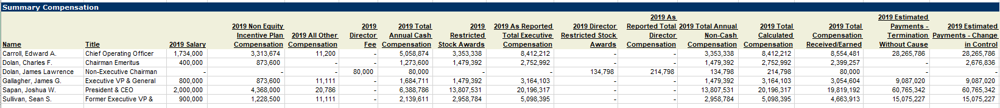 Summary Compensation
2019 As
2019 Estimated
2019 Non Equity 2019 2019 Total 2019 2019 As Reported 2019 Director Reported Total 2019 Total Annual 2019 Total 2019 Total Payments - 2019 Estimated
Incentive Plan 2019 All Other Director Annual Cash Restricted Total Executive Restricted Stock Director Non-Cash Calculated Compensation Termination Payments - Change
Name Title 2019 Salary Compensation Compensation Fee Compensation Stock Awards Compensation Awards Compensation Compensation Compensation Received/Earned Without Cause in Control
Carroll, Edward A. Chief Operating Officer 1,734,000 3,313,674 11,200 - 5,058,874 3,353,338 8,412,212 - - 3,353,338 8,412,212 8,554,481 28,265,786 28,265,786
Dolan, Charles F. Chairman Emeritus 400,000 873,600 - - 1,273,600 1,479,392 2,752,992 - - 1,479,392 2,752,992 2,399,257 - 2,676,836
Dolan, James Lawrence Non-Executive Chairman - - - 80,000 80,000 - - 134,798 214,798 134,798 214,798 80,000 - -
Gallagher, James G. Executive VP & General 800,000 873,600 11,111 - 1,684,711 1,479,392 3,164,103 - - 1,479,392 3,164,103 3,054,604 9,087,020 9,087,020
Sapan, Joshua W. President & CEO 2,000,000 4,368,000 20,786 - 6,388,786 13,807,531 20,196,317 - - 13,807,531 20,196,317 19,819,192 60,765,342 60,765,342
Sullivan, Sean S. Former Executive VP & 900,000 1,228,500 11,111 - 2,139,611 2,958,784 5,098,395 - - 2,958,784 5,098,395 4,663,913 15,075,227 15,075,227